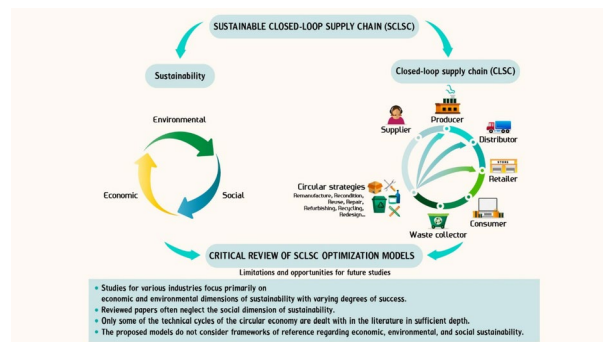 SUSTAINABLE CLOSED-LOOP SUPPLY CHAIN (SCLSC)
Sustainability
Closed-loop supply chain (CLSC)
Environmental
Economic
Social
Producer
Supplier
Distributor
STORE
Retailer
Consumer
Waste collector
Circular strategies
Remanufacture, Recondition,
Reuse, Repair,
Refurbishing, Recycling,
Redesign...
CRITICAL REVIEW OF SCLSC OPTIMIZATION MODELS
Limitations and opportunities for future studies
• Studies for various industries focus primarily on
economic and environmental dimensions of sustainability with varying degrees of success.
• Reviewed papers often neglect the social dimension of sustainability.
• Only some of the technical cycles of the circular economy are dealt with in the literature in sufficient depth.
• The proposed models do not consider frameworks of reference regarding economic, environmental, and social sustainability.